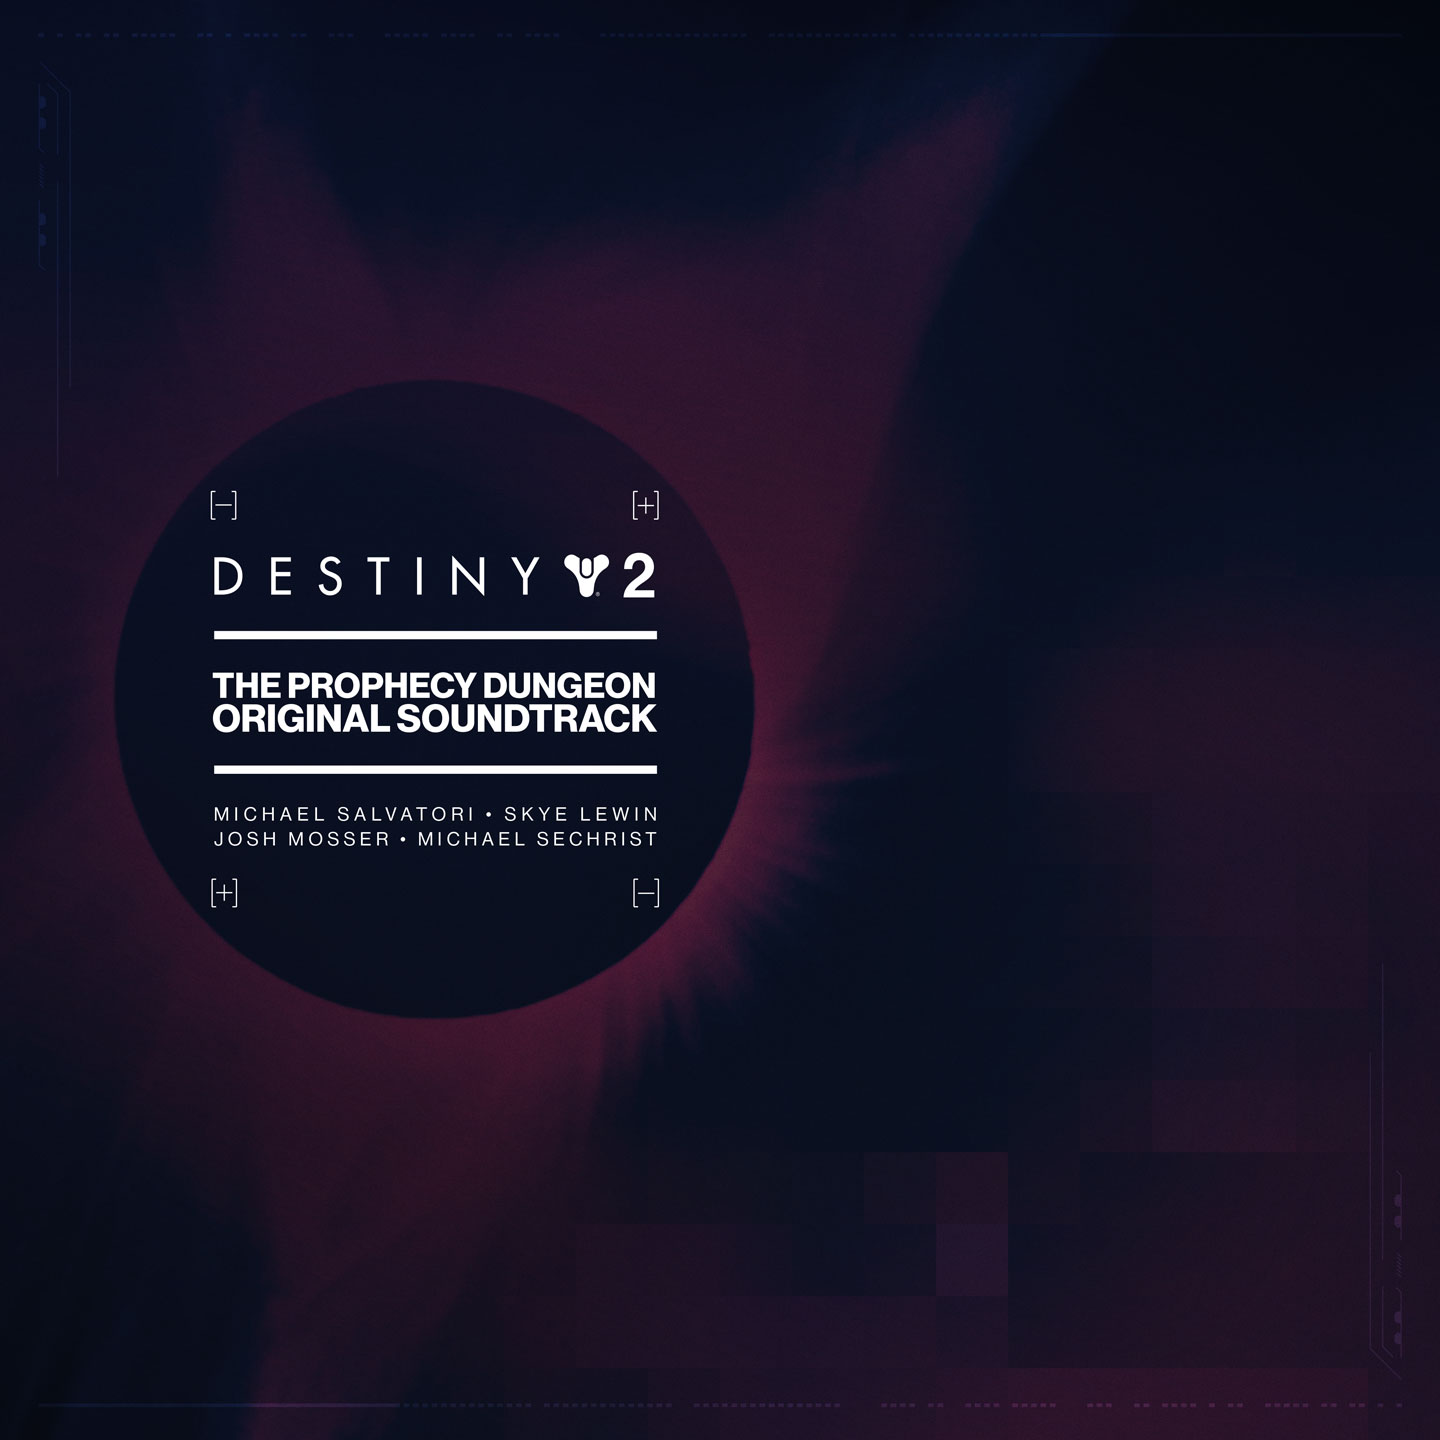 [—] [+]
DESTINY 2
THE PROPHECY DUNGEON
ORIGINAL SOUNDTRACK
MICHAEL SALVATORI • SKYE LEWIN
JOSH MOSSER • MICHAEL SECHRIST
[+] [—]